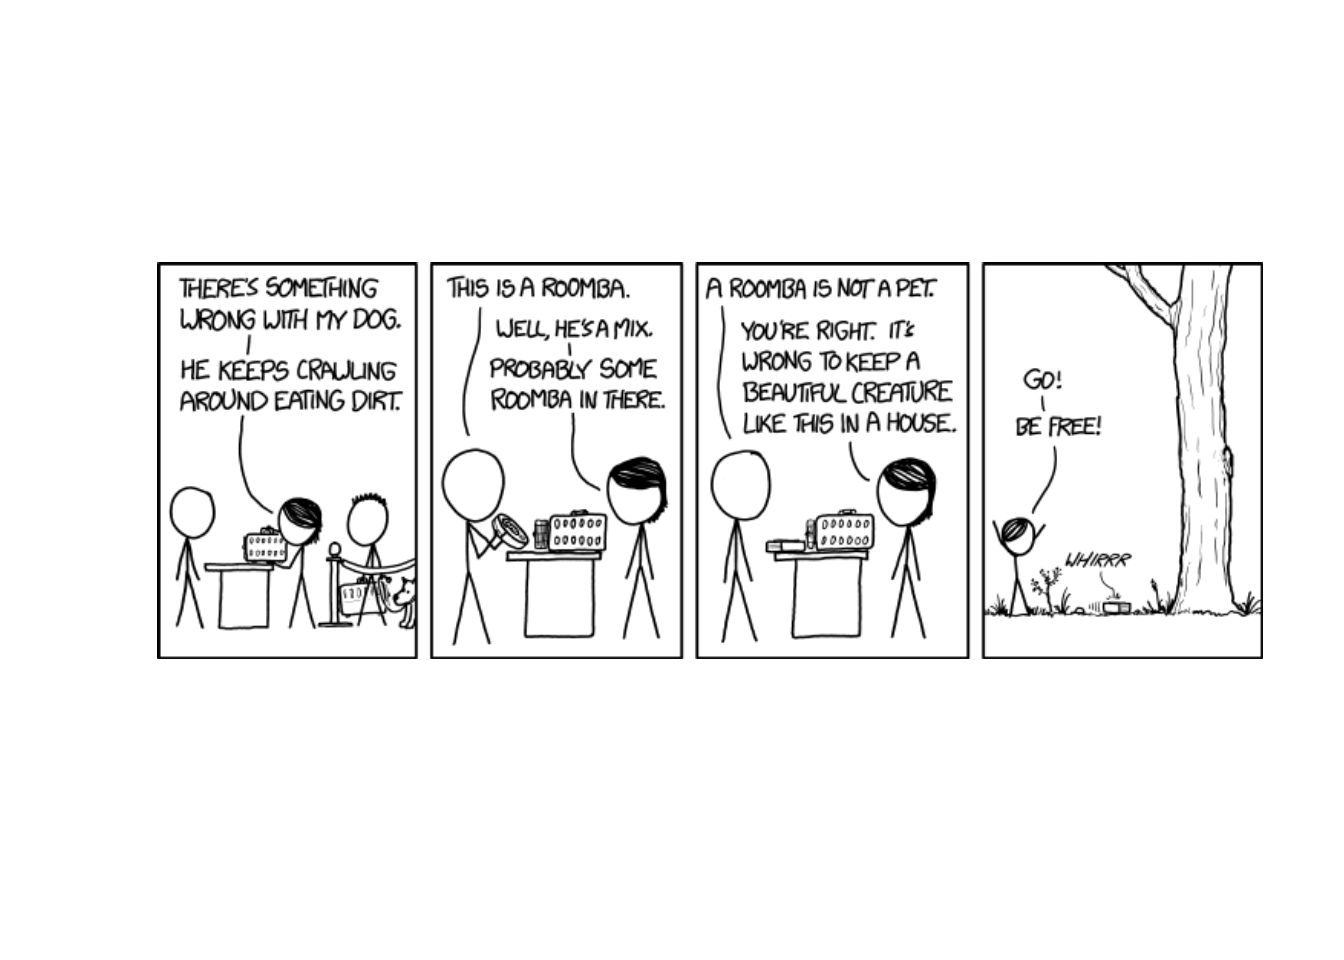 THERE'S SOMETHING
WRONG WITH MY DOG.
HE KEEPS CRAWLING
AROUND EATING DIRT.
THIS IS A ROOMBA.
WELL, HE'S A MIX.
PROBABLY SOME
ROOMBA IN THERE.
A ROOMBA IS NOT A PET.
YOU'RE RIGHT. IT'S
WRONG TO KEEP A
BEAUTIFUL CREATURE
LIKE THIS IN A HOUSE.
GO!
BE FREE!
WHIRRR